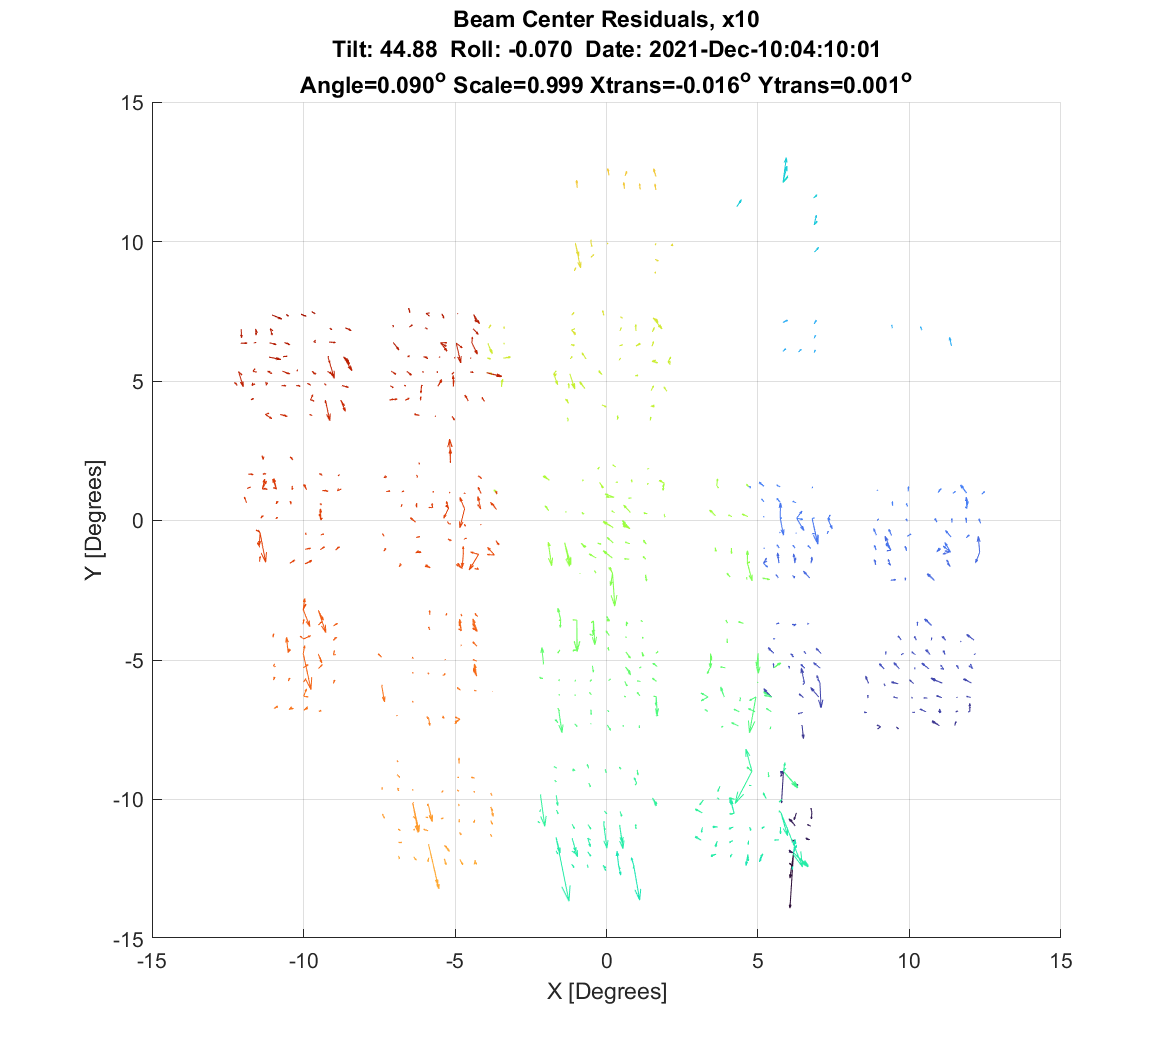 Beam Center Residuals, x10
Tilt: 44.88 Roll: -0.070 Date: 2021-Dec-10:04:10:01
Angle=0.090° Scale=0.999 Xtrans=-0.016° Ytrans=0.001°
15
10
5
0
-5
-10
-15
Y [Degrees]
-15 -10 -5 0 5 10 15
X [Degrees]